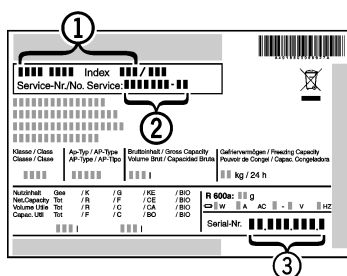 1
Index /
Service-Nr./No. Service: -
2
Klasse / Class
Classe / Clase
Ap-Typ / AP-Type
AP-Type / AP-Tipo
Bruttoinhalt / Gross Capacity
Volume Brut / Capacidad Bruta
Gefriervermögen / Freezing Capacity
Pouvoir de Congel / Capac. Congeladora
l
kg / 24 h
Nutzinhalt Ges / K / G / KE / BIO
Net.Capacity Tot / R / F / CE / BIO
Volume Utile Tot / R / C / CA / BIO
Capac. Util Tot / F / C / BO / BIO
l l
R 600a: g
W A AC - V HZ
Serial-Nr. . . .
3